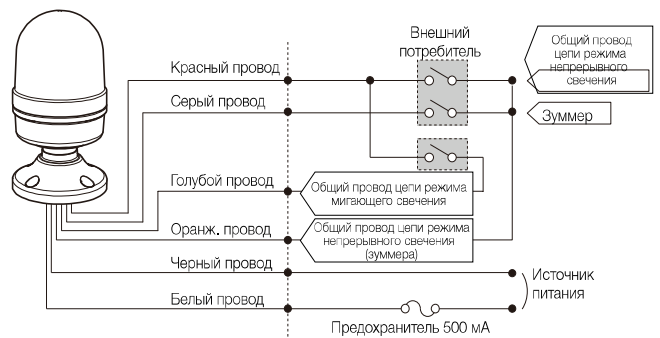 Внешний
потребитель
Общий провод
цепи режима
непрерывного
свечения
Красный провод
Серый провод
Зуммер
Голубой провод
Общий провод цепи режима
мигающего свечения
Оранж. провод
Общий провод цепи режима
непрерывного свечения
(зуммера)
Черный провод
Источник
питания
Белый провод
Предохранитель 500 мА